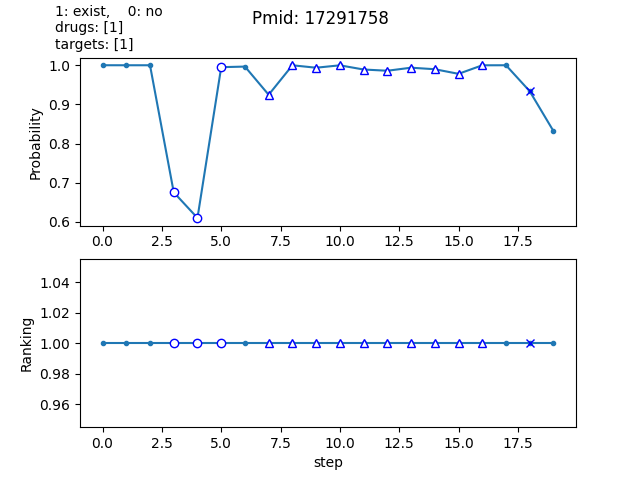 1: exist,    0: no
drugs: [1]
targets: [1]
Pmid: 17291758
1.0
0.9
0.8
0.7
0.6
Probability
0.0 2.5 5.0 7.5 10.0 12.5 15.0 17.5
1.04
1.02
1.00
0.98
0.96
Ranking
0.0 2.5 5.0 7.5 10.0 12.5 15.0 17.5
step